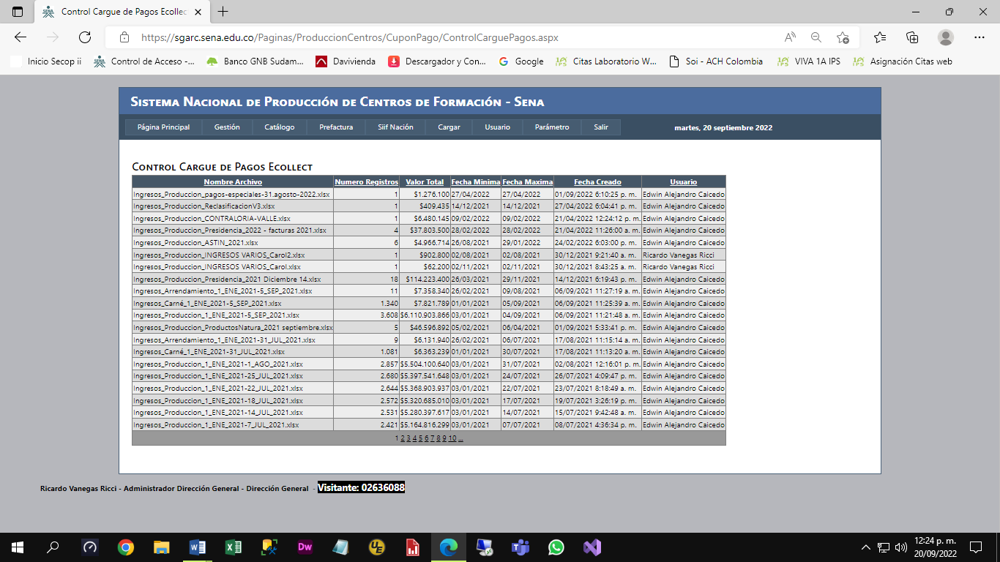 Control Cargue de Pagos Ecollec
https://sgarc.sena.edu.co/Paginas/ProduccionCentros/CuponPago/ControlCarguePagos.aspx
Inicio Secop ii Control de Acceso -... Banco GNB Sudam... Davivienda Descargador y Con... Google Citas Laboratorio W... Soi - ACH Colombia VIVA 1A IPS Asignación Citas web
Sistema Nacional de Producción de Centros de Formación - Sena
Página Principal Gestión Catálogo Prefactura Siif Nación Cargar Usuario Parámetro Salir martes, 20 septiembre 2022
Control Cargue de Pagos Ecollect
Nombre Archivo Numero Registros Valor Total Fecha Minima Fecha Maxima Fecha Creado Usuario
Ingresos_Produccion_pagos-especiales-31.agosto-2022.xlsx 1 $1.276.100 27/04/2022 27/04/2022 01/09/2022 6:10:25 p. m. Edwin Alejandro Caicedo
Ingresos_Produccion_ReclasificacionV3.xlsx 1 $409.435 14/12/2021 14/12/2021 27/04/2022 6:04:41 p. m. Edwin Alejandro Caicedo
Ingresos_Produccion_CONTRALORIA-VALLE.xlsx 1 $6.480.145 09/02/2022 09/02/2022 21/04/2022 12:24:12 p. m. Edwin Alejandro Caicedo
Ingresos_Produccion_Presidencia_2022 - facturas 2021.xlsx 4 $37.803.500 28/02/2022 28/02/2022 21/04/2022 11:26:00 a. m. Edwin Alejandro Caicedo
Ingresos_Produccion_ASTIN_2021.xlsx 6 $4.966.714 26/08/2021 29/01/2022 24/02/2022 6:03:00 p. m. Edwin Alejandro Caicedo
Ingresos_Produccion_INGRESOS VARIOS_Carol2.xlsx 1 $902.800 02/08/2021 02/08/2021 30/12/2021 9:21:40 a. m. Ricardo Vanegas Ricci
Ingresos_Produccion_INGRESOS VARIOS_Carol.xlsx 1 $62.200 02/11/2021 02/11/2021 30/12/2021 8:43:25 a. m. Ricardo Vanegas Ricci
Ingresos_Produccion_Presidencia_2021 Diciembre 14.xlsx 18 $114.223.400 26/03/2021 29/11/2021 14/12/2021 6:19:43 p. m. Edwin Alejandro Caicedo
Ingresos_Arrendamiento_1_ENE_2021-5_SEP_2021.xlsx 11 $7.358.340 26/02/2021 09/08/2021 06/09/2021 11:27:19 a. m. Edwin Alejandro Caicedo
Ingresos_Carné_1_ENE_2021-5_SEP_2021.xlsx 1.340 $7.821.789 01/01/2021 05/09/2021 06/09/2021 11:25:39 a. m. Edwin Alejandro Caicedo
Ingresos_Produccion_1_ENE_2021-5_SEP_2021.xlsx 3.608 $6.110.903.866 03/01/2021 04/09/2021 06/09/2021 11:21:48 a. m. Edwin Alejandro Caicedo
Ingresos_Produccion_ProductosNatura_2021 septiembre.xlsx 5 $46.596.892 05/02/2021 06/04/2021 01/09/2021 5:33:41 p. m. Edwin Alejandro Caicedo
Ingresos_Arrendamiento_1_ENE_2021-31_JUL_2021.xlsx 9 $6.131.940 26/02/2021 06/07/2021 17/08/2021 11:15:14 a. m. Edwin Alejandro Caicedo
Ingresos_Carné_1_ENE_2021-31_JUL_2021.xlsx 1.081 $6.363.239 01/01/2021 30/07/2021 17/08/2021 11:13:20 a. m. Edwin Alejandro Caicedo
Ingresos_Produccion_1_ENE_2021-1_AGO_2021.xlsx 2.857 $5.504.100.640 03/01/2021 31/07/2021 02/08/2021 12:16:01 p. m. Edwin Alejandro Caicedo
Ingresos_Produccion_1_ENE_2021-25_JUL_2021.xlsx 2.680 $5.397.541.648 03/01/2021 24/07/2021 26/07/2021 4:09:47 p. m. Edwin Alejandro Caicedo
Ingresos_Produccion_1_ENE_2021-22_JUL_2021.xlsx 2.644 $5.368.903.937 03/01/2021 22/07/2021 23/07/2021 8:18:49 a. m. Edwin Alejandro Caicedo
Ingresos_Produccion_1_ENE_2021-18_JUL_2021.xlsx 2.572 $5.320.685.010 03/01/2021 17/07/2021 19/07/2021 3:26:19 p. m. Edwin Alejandro Caicedo
Ingresos_Produccion_1_ENE_2021-14_JUL_2021.xlsx 2.531 $5.280.397.617 03/01/2021 14/07/2021 15/07/2021 9:42:48 a. m. Edwin Alejandro Caicedo
Ingresos_Produccion_1_ENE_2021-7_JUL_2021.xlsx 2.421 $5.164.816.299 03/01/2021 07/07/2021 08/07/2021 4:36:34 p. m. Edwin Alejandro Caicedo
1 2 3 4 5 6 7 8 9 10 ...
Ricardo Vanegas Ricci - Administrador Dirección General - Dirección General - Visitante: 02636088
12:24 p. m.
20/09/2022